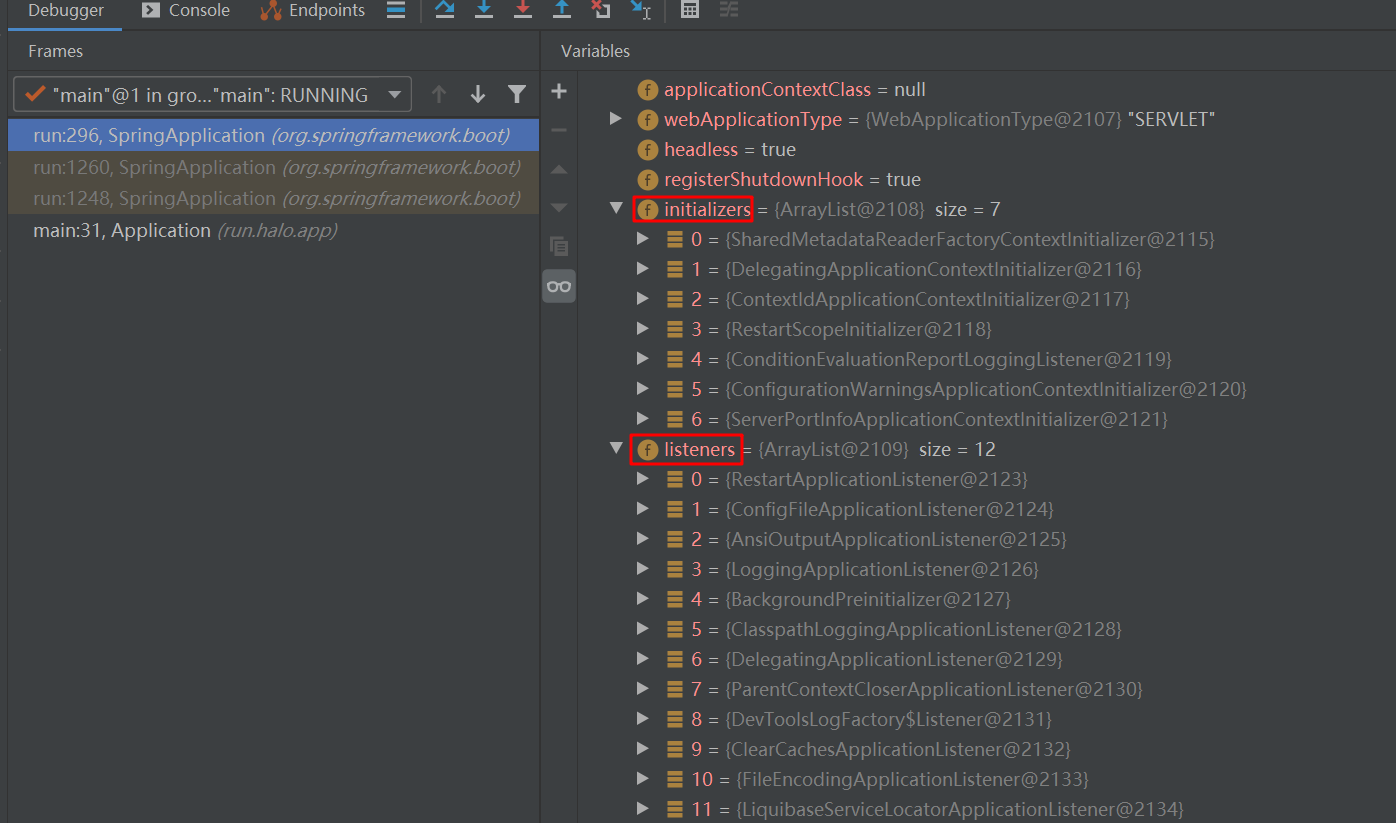 Debugger Console Endpoints
Frames
Variables
"main"@1 in gro..."main": RUNNING
run:296, SpringApplication (org.springframework.boot)
run:1260, SpringApplication (org.springframework.boot)
run:1248, SpringApplication (org.springframework.boot)
main:31, Application (run.halo.app)
f applicationContextClass = null
f webApplicationType = {WebApplicationType@2107} "SERVLET"
f headless = true
f registerShutdownHook = true
f initializers = {ArrayList@2108} size = 7
0 = {SharedMetadataReaderFactoryContextInitializer@2115}
1 = {DelegatingApplicationContextInitializer@2116}
2 = {ContextIdApplicationContextInitializer@2117}
3 = {RestartScopeInitializer@2118}
4 = {ConditionEvaluationReportLoggingListener@2119}
5 = {ConfigurationWarningsApplicationContextInitializer@2120}
6 = {ServerPortInfoApplicationContextInitializer@2121}
f listeners = {ArrayList@2109} size = 12
0 = {RestartApplicationListener@2123}
1 = {ConfigFileApplicationListener@2124}
2 = {AnsiOutputApplicationListener@2125}
3 = {LoggingApplicationListener@2126}
4 = {BackgroundPreinitializer@2127}
5 = {ClasspathLoggingApplicationListener@2128}
6 = {DelegatingApplicationListener@2129}
7 = {ParentContextCloserApplicationListener@2130}
8 = {DevToolsLogFactory$Listener@2131}
9 = {ClearCachesApplicationListener@2132}
10 = {FileEncodingApplicationListener@2133}
11 = {LiquibaseServiceLocatorApplicationListener@2134}